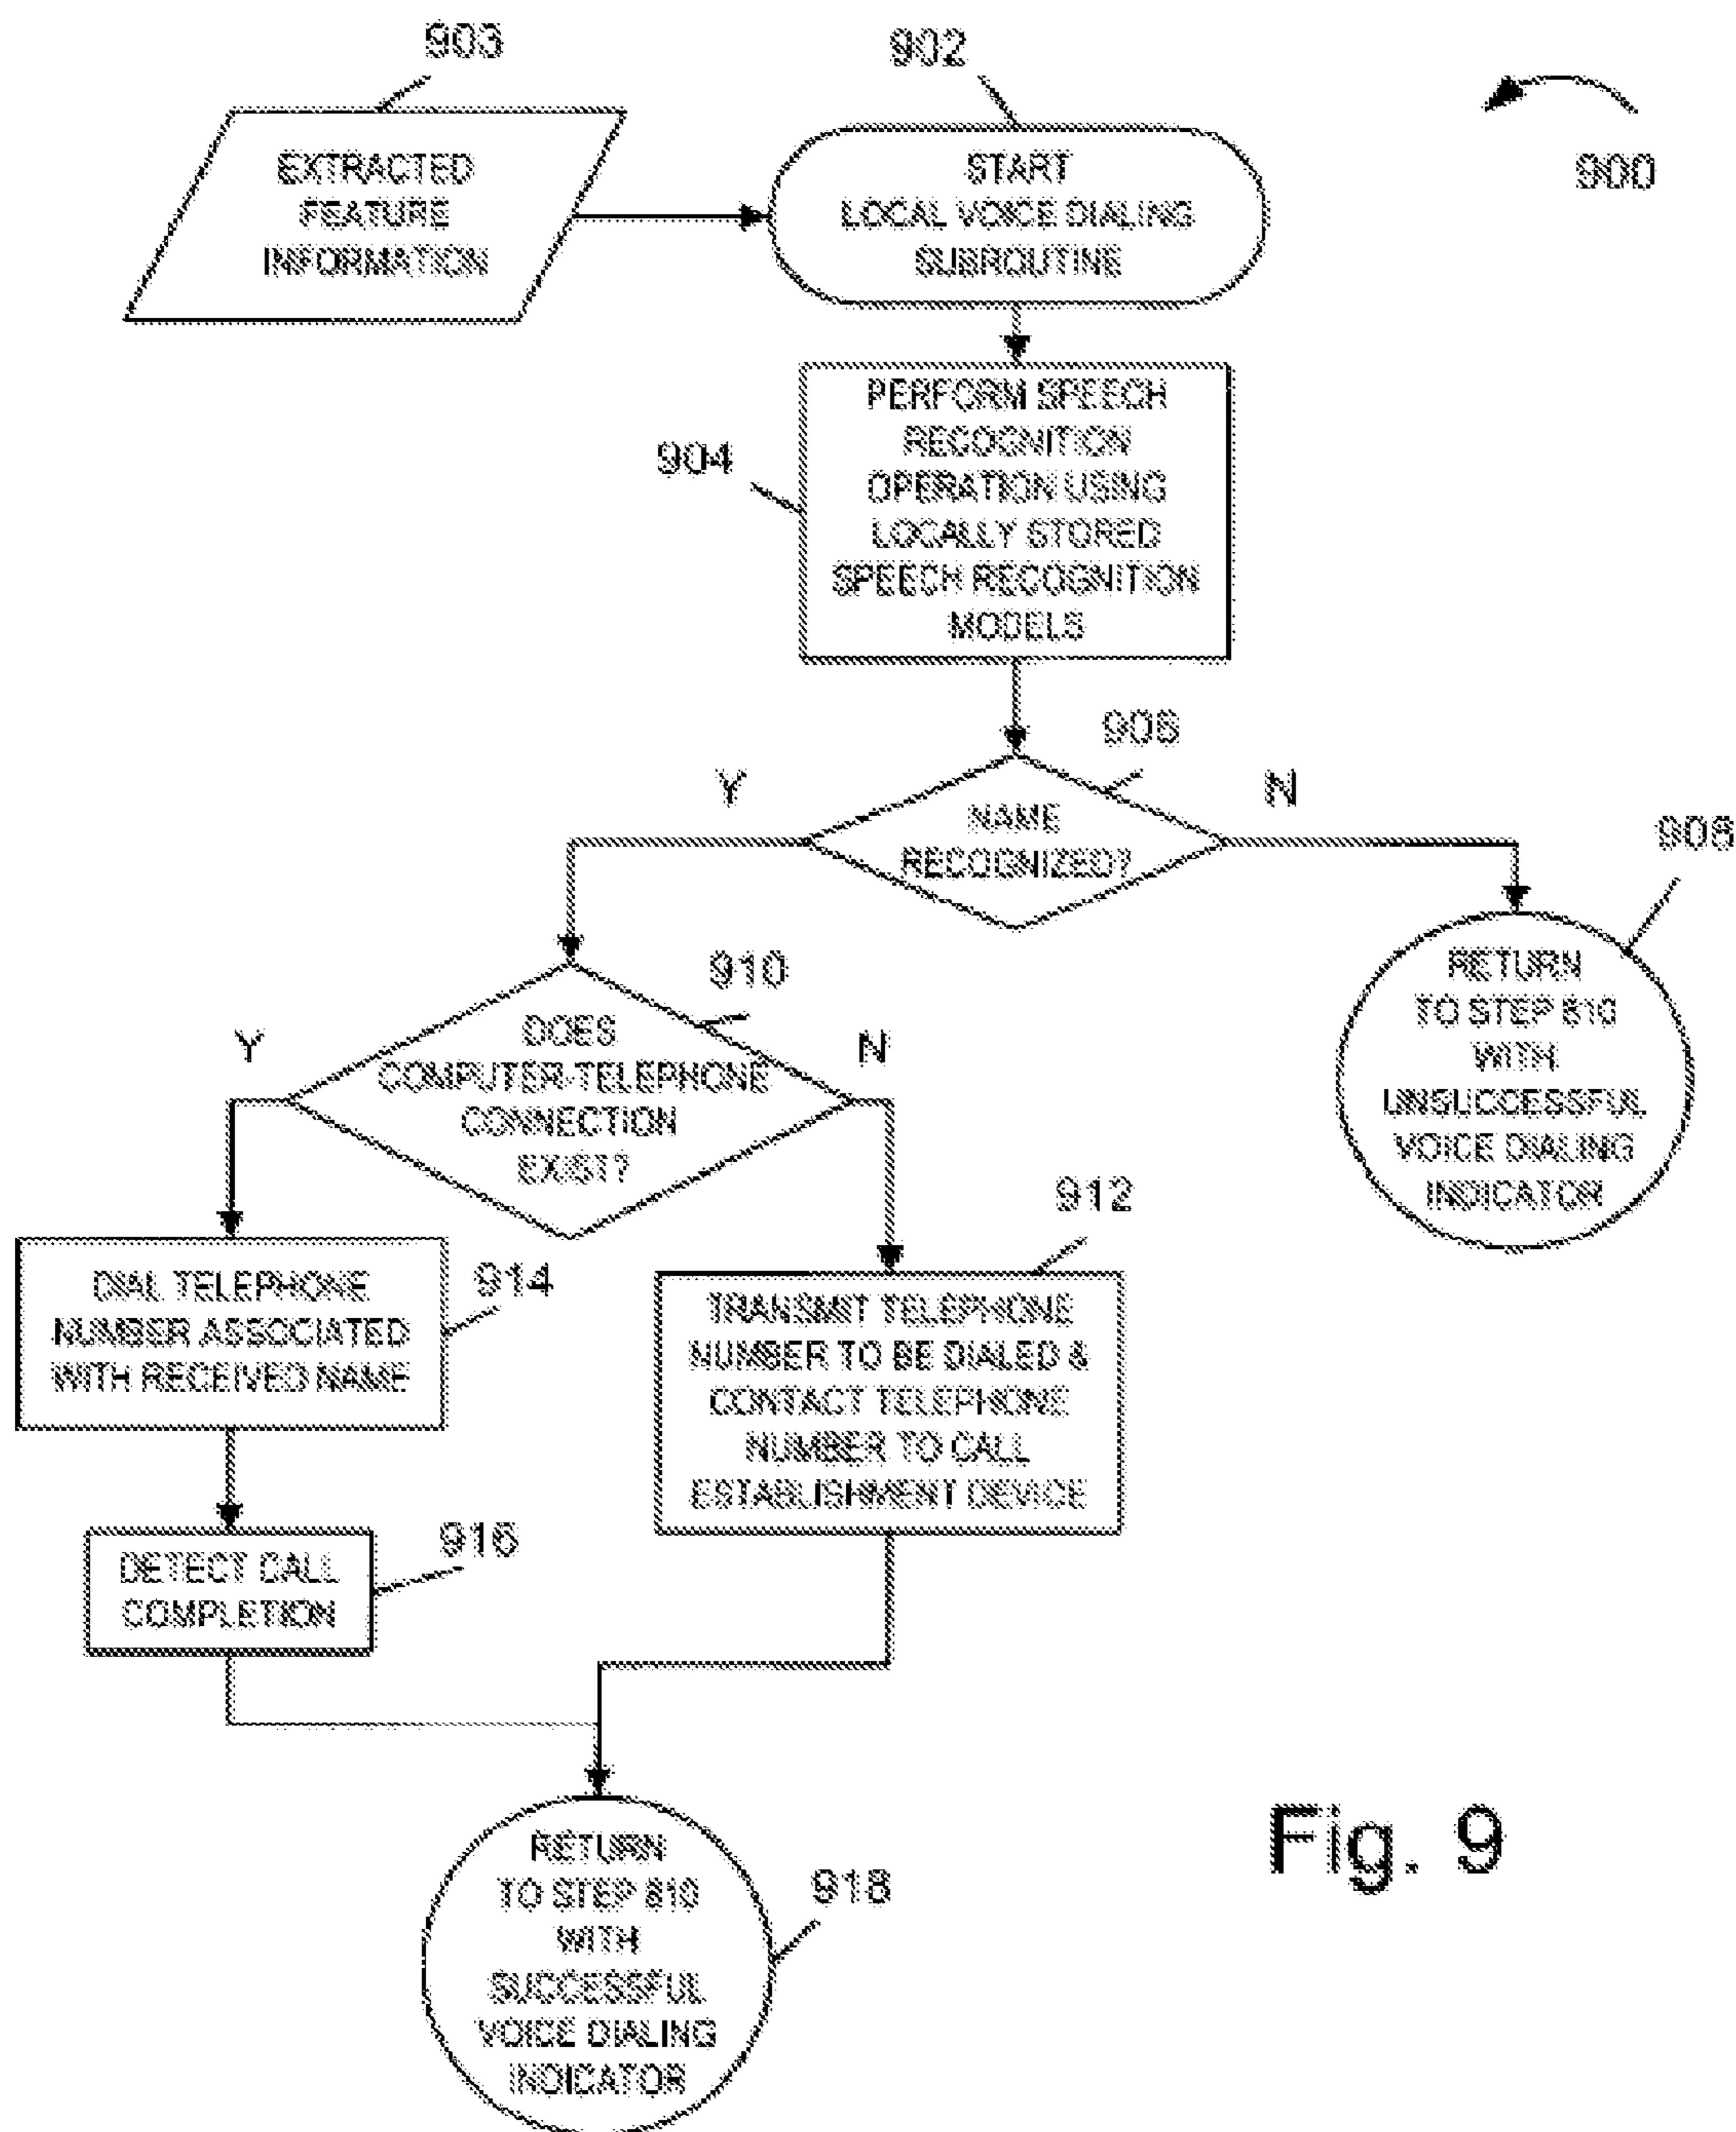 903
902
900
EXTRACTED
FEATURE
INFORMATION
START
LOCAL VOICE DIALING
SUBROUTINE
904
PERFORM SPEECH
RECOGNITION
OPERATION USING
LOCALLY STORED
SPEECH RECOGNITION
MODELS
906
Y
N
NAME
RECOGNIZED?
908
RETURN
TO STEP 810
WITH
UNSUCCESSFUL
VOICE DIALING
INDICATOR
910
Y
N
DOES
COMPUTER-TELEPHONE
CONNECTION
EXIST?
914
DIAL TELEPHONE
NUMBER ASSOCIATED
WITH RECEIVED NAME
912
TRANSMIT TELEPHONE
NUMBER TO BE DIALED &
CONTACT TELEPHONE
NUMBER TO CALL
ESTABLISHMENT DEVICE
916
DETECT CALL
COMPLETION
918
RETURN
TO STEP 810
WITH
SUCCESSFUL
VOICE DIALING
INDICATOR
Fig. 9